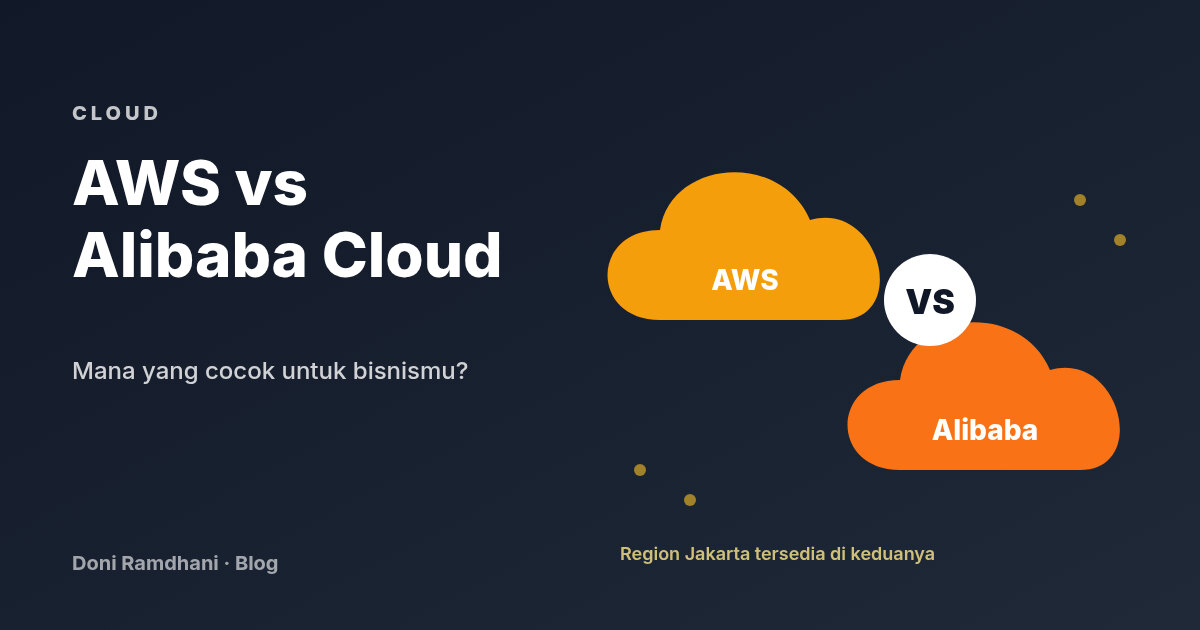 CLOUD
AWS vs
Alibaba Cloud
Mana yang cocok untuk bisnismu?
Doni Ramdhani · Blog
AWS
VS
Alibaba
Region Jakarta tersedia di keduanya